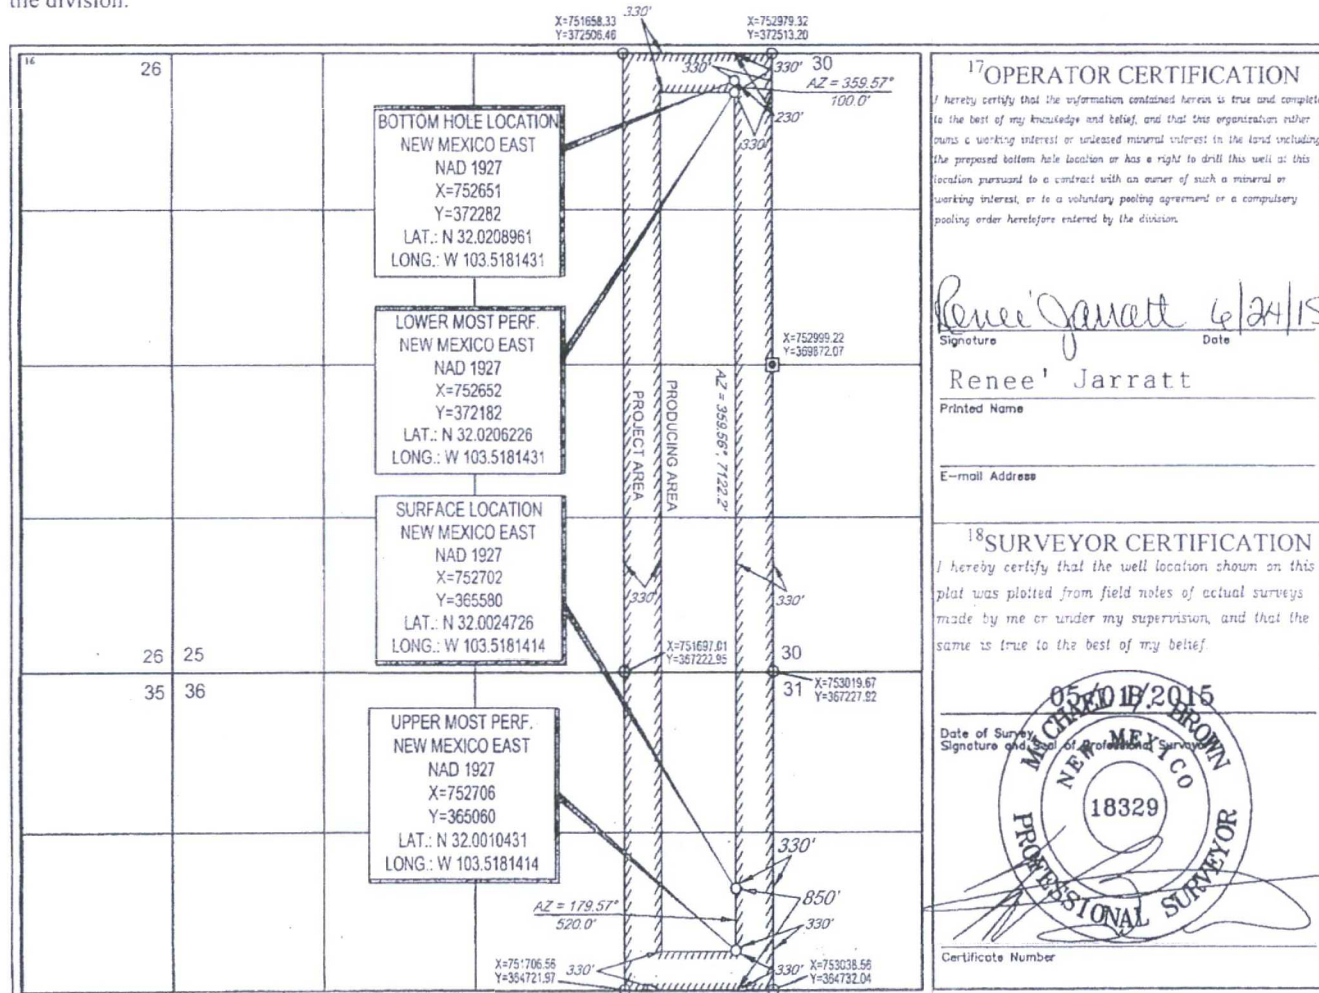 the division.
16
26
X=751658.33
Y=372506.46
330'
X=752979.32
Y=372513.20
330'
330'
30
AZ = 359.57°
100.0'
230'
330'
BOTTOM HOLE LOCATION
NEW MEXICO EAST
NAD 1927
X=752651
Y=372282
LAT.: N 32.0208961
LONG.: W 103.5181431
LOWER MOST PERF.
NEW MEXICO EAST
NAD 1927
X=752652
Y=372182
LAT.: N 32.0206226
LONG.: W 103.5181431
X=752999.22
Y=369872.07
PROJECT AREA
PRODUCING AREA
AZ = 359.56°, 7122.2'
SURFACE LOCATION
NEW MEXICO EAST
NAD 1927
X=752702
Y=365580
LAT.: N 32.0024726
LONG.: W 103.5181414
330'
330'
26 25
35 36
X=751697.01
Y=367222.95
30
31
X=753019.67
Y=367227.92
UPPER MOST PERF.
NEW MEXICO EAST
NAD 1927
X=752706
Y=365060
LAT.: N 32.0010431
LONG.: W 103.5181414
330'
850'
AZ = 179.57°
520.0'
330'
X=751706.56
Y=364721.97
330'
330'
X=753038.56
Y=364732.04
17 OPERATOR CERTIFICATION
I hereby certify that the information contained herein is true and complete
to the best of my knowledge and belief, and that this organization either
owns a working interest or unleased mineral interest in the land including
the proposed bottom hole location or has a right to drill this well at this
location pursuant to a contract with an owner of such a mineral or
working interest, or to a voluntary pooling agreement or a compulsory
pooling order heretofore entered by the division.
Renee' Jarratt 6/24/15
Signature Date
Renee' Jarratt
Printed Name
E-mail Address
18 SURVEYOR CERTIFICATION
I hereby certify that the well location shown on this
plat was plotted from field notes of actual surveys
made by me or under my supervision, and that the
same is true to the best of my belief.
2015
Date of Survey
Signature and Seal of Professional Surveyor
MICHAEL BROWN
NEW MEXICO
18329
PROFESSIONAL SURVEYOR
Certificate Number